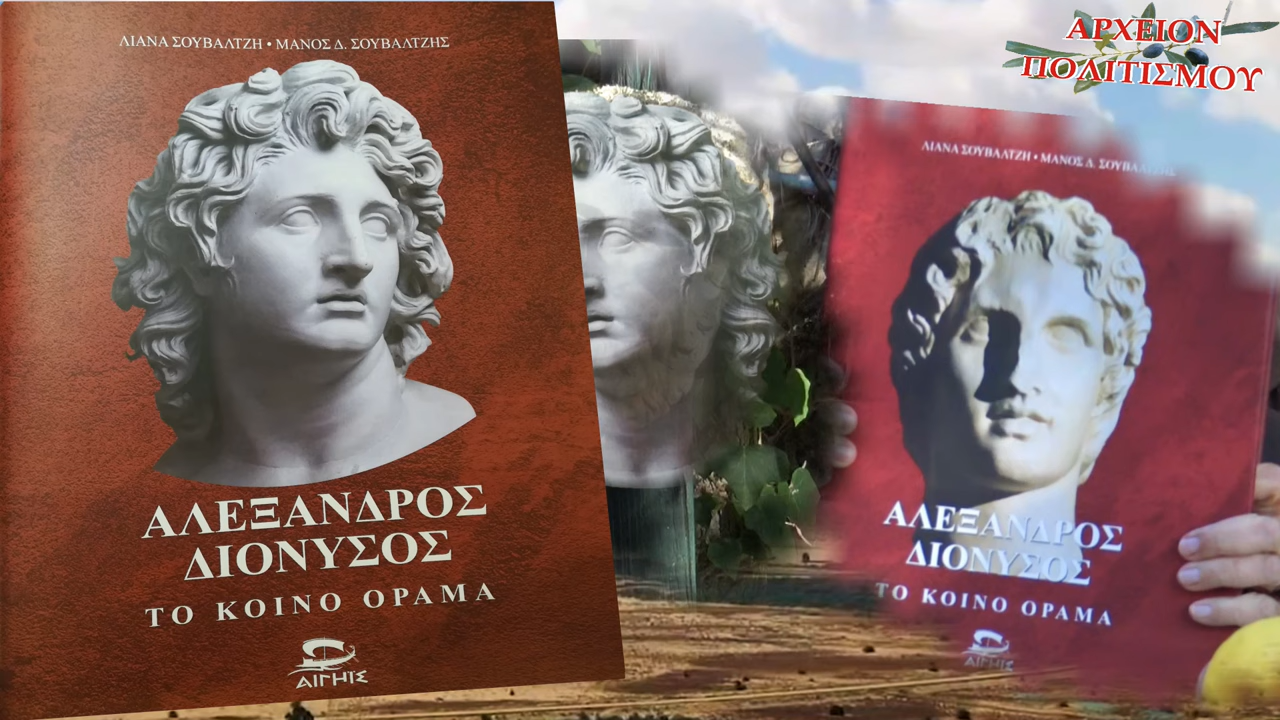 ΛΙΑΝΑ ΣΟΥΒΑΛΤΖΗ • ΜΑΝΟΣ Δ. ΣΟΥΒΑΛΤΖΗΣ
ΑΛΕΞΑΝΔΡΟΣ
ΔΙΟΝΥΣΟΣ
ΤΟ ΚΟΙΝΟ ΟΡΑΜΑ
ΑΙΓΗΙΣ
ΑΡΧΕΙΟΝ
ΠΟΛΙΤΙΣΜΟΥ
ΛΙΑΝΑ ΣΟΥΒΑΛΤΖΗ • ΜΑΝΟΣ Δ. ΣΟΥΒΑΛΤΖΗΣ
ΑΛΕΞΑΝΔΡΟΣ
ΔΙΟΝΥΣΟΣ
ΤΟ ΚΟΙΝΟ ΟΡΑΜΑ
ΑΙΓΗΙΣ